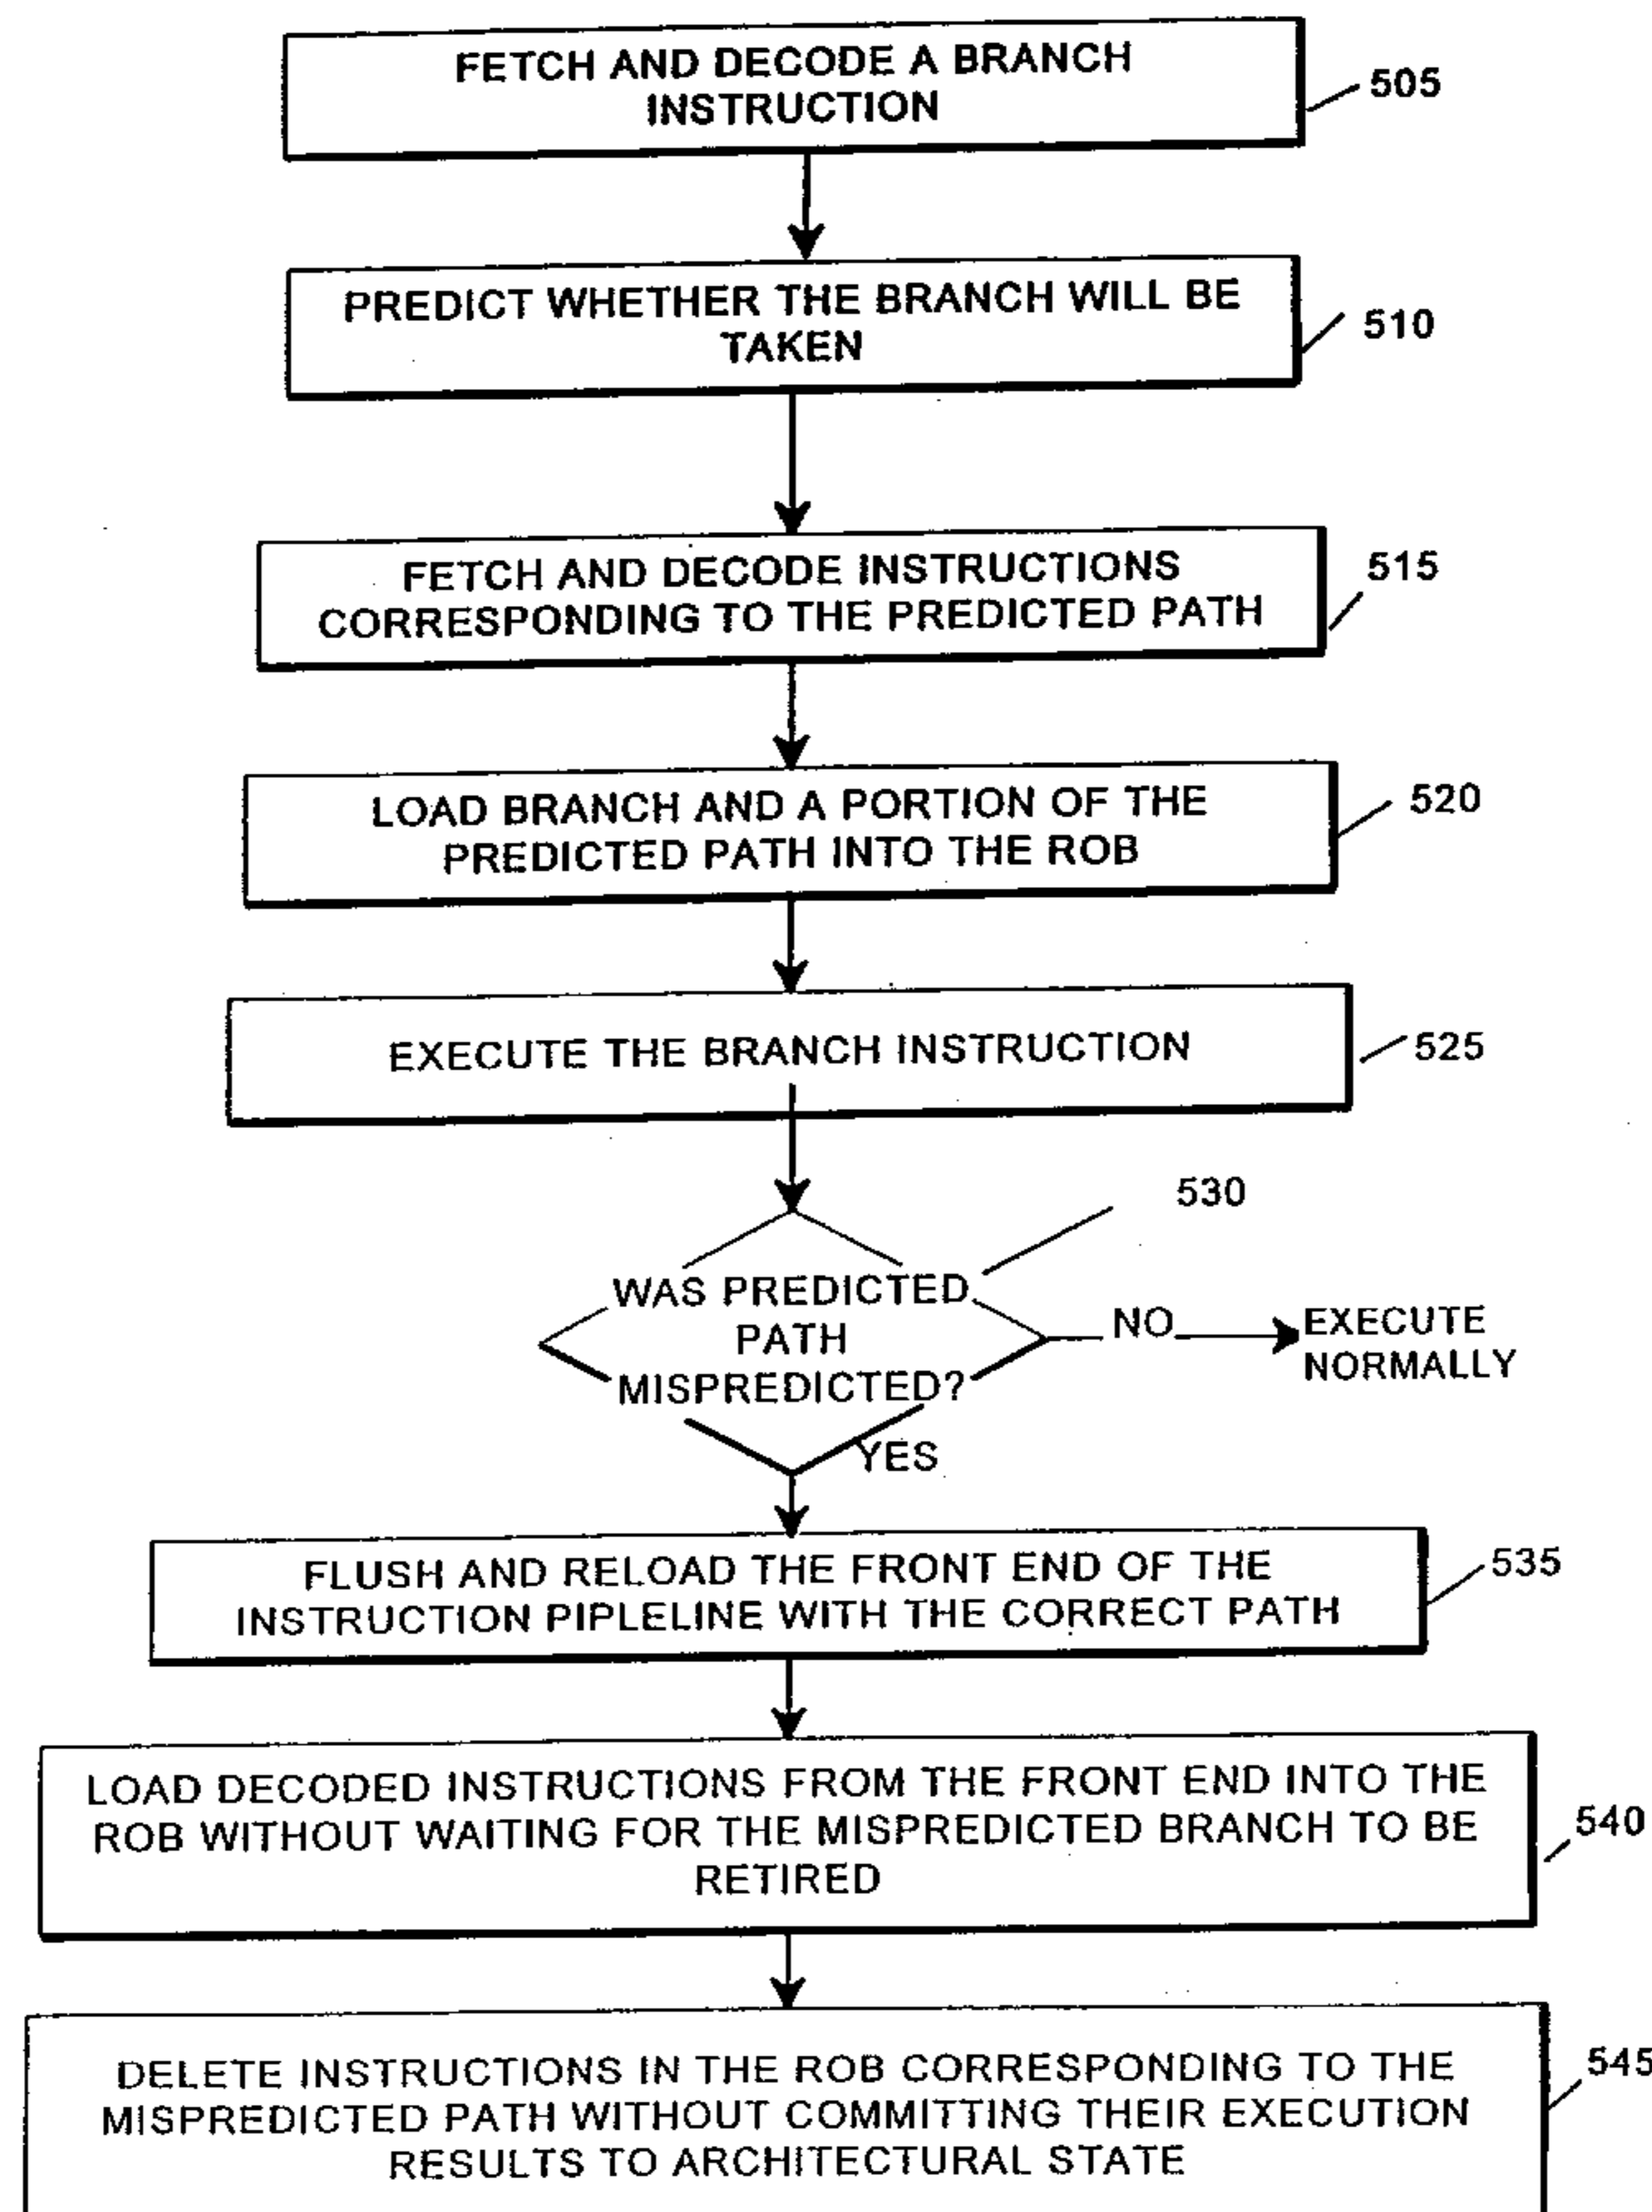 FETCH AND DECODE A BRANCH
INSTRUCTION
505
PREDICT WHETHER THE BRANCH WILL BE
TAKEN
510
FETCH AND DECODE INSTRUCTIONS
CORRESPONDING TO THE PREDICTED PATH
515
LOAD BRANCH AND A PORTION OF THE
PREDICTED PATH INTO THE ROB
520
EXECUTE THE BRANCH INSTRUCTION
525
530
WAS PREDICTED
PATH
MISPREDICTED?
NO
EXECUTE
NORMALLY
YES
FLUSH AND RELOAD THE FRONT END OF THE
INSTRUCTION PIPLELINE WITH THE CORRECT PATH
535
LOAD DECODED INSTRUCTIONS FROM THE FRONT END INTO THE
ROB WITHOUT WAITING FOR THE MISPREDICTED BRANCH TO BE
RETIRED
540
DELETE INSTRUCTIONS IN THE ROB CORRESPONDING TO THE
MISPREDICTED PATH WITHOUT COMMITTING THEIR EXECUTION
RESULTS TO ARCHITECTURAL STATE
545